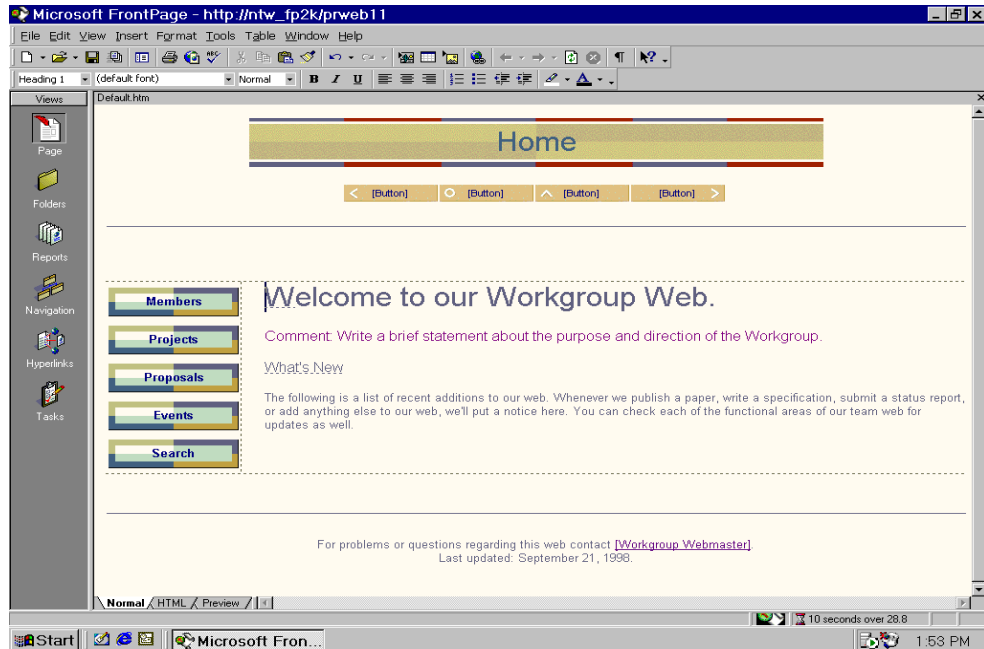 Microsoft FrontPage - http://ntw_fp2k/prweb11
File Edit View Insert Format Tools Table Window Help
Heading 1 (default font) Normal B I U A
Views Default.htm
Page
Folders
Reports
Navigation
Hyperlinks
Tasks
Home
[Button] [Button] [Button] [Button]
Members
Projects
Proposals
Events
Search
Welcome to our Workgroup Web.
Comment: Write a brief statement about the purpose and direction of the Workgroup.
What's New
The following is a list of recent additions to our web. Whenever we publish a paper, write a specification, submit a status report,
or add anything else to our web, we'll put a notice here. You can check each of the functional areas of our team web for
updates as well.
For problems or questions regarding this web contact [Workgroup Webmaster].
Last updated: September 21, 1998.
Normal HTML Preview
10 seconds over 28.8
Start Microsoft Fron... 1:53 PM